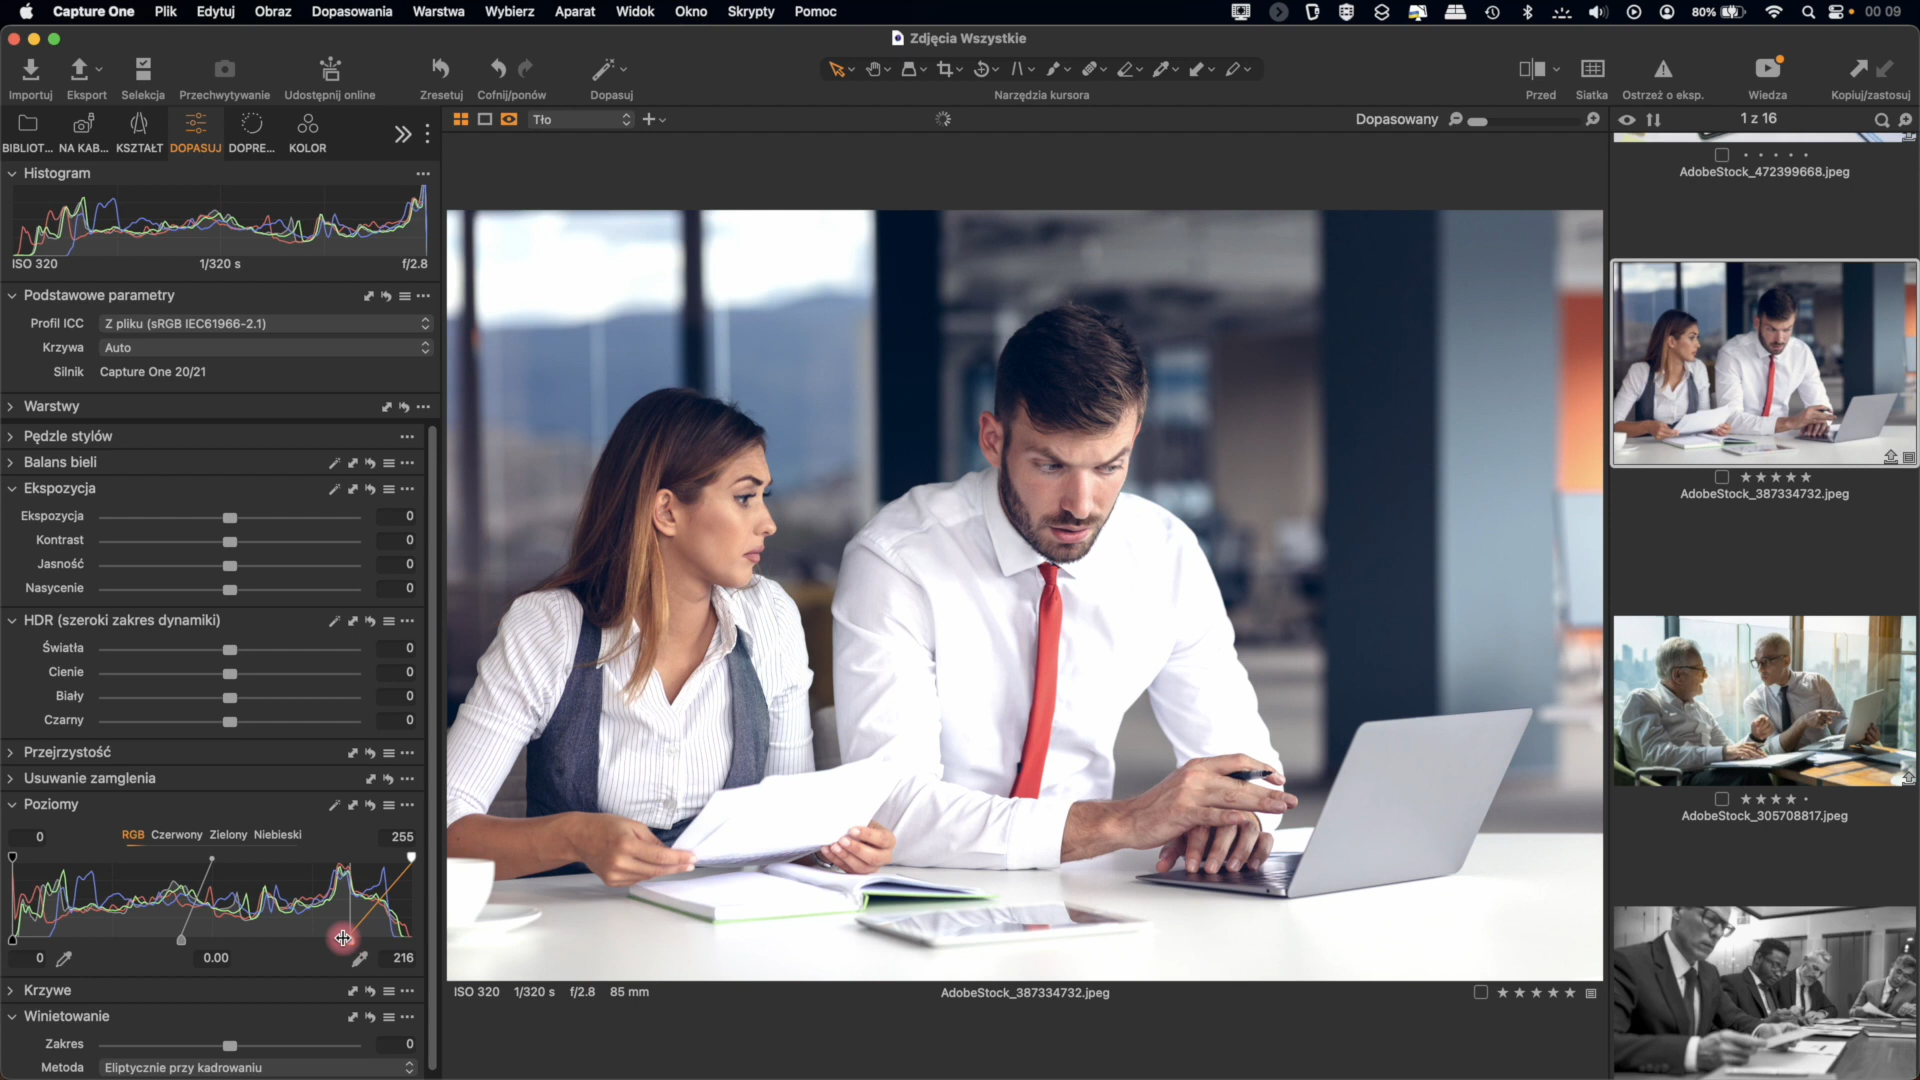 Capture One Plik Edytuj Obraz Dopasowania Warstwa Wybierz Aparat Widok Okno Skrypty Pomoc 80% 00 09
Zdjęcia Wszystkie
Importuj Eksport Selekcja Przechwytywanie Udostępnij online Zresetuj Cofnij/ponów Dopasuj Narzędzia kursora Przed Siatka Ostrzeż o eksp. Wiedza Kopiuj/zastosuj
BIBLIOT... NA KAB... KSZTAŁT DOPASUJ DOPRE... KOLOR
Tło
Dopasowany
1 z 16
Histogram
ISO 320 1/320 s f/2.8
Podstawowe parametry
Profil ICC Z pliku (sRGB IEC61966-2.1)
Krzywa Auto
Silnik Capture One 20/21
Warstwy
Pędzle stylów
Balans bieli
Ekspozycja
Ekspozycja 0
Kontrast 0
Jasność 0
Nasycenie 0
HDR (szeroki zakres dynamiki)
Światła 0
Cienie 0
Biały 0
Czarny 0
Przejrzystość
Usuwanie zamglenia
Poziomy
0 RGB Czerwony Zielony Niebieski 255
0 0.00 216
Krzywe
Winietowanie
Zakres 0
Metoda Eliptycznie przy kadrowaniu
ISO 320 1/320 s f/2.8 85 mm
AdobeStock_387334732.jpeg
AdobeStock_472399668.jpeg
AdobeStock_387334732.jpeg
AdobeStock_305708817.jpeg